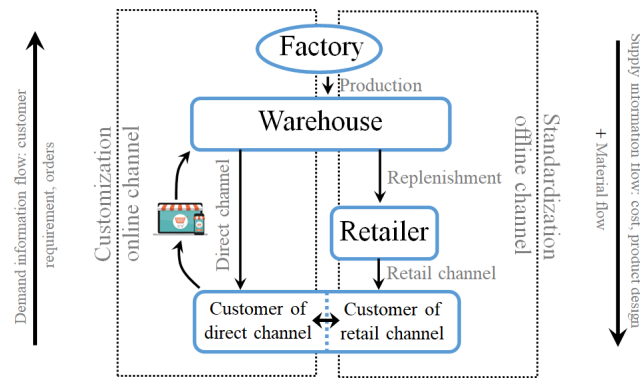 Demand information flow: customer
requirement, orders
Customization
online channel
Factory
Production
Warehouse
Direct channel
Replenishment
Retailer
Retail channel
Customer of
direct channel
Customer of
retail channel
Standardization
offline channel
Supply information flow: cost, product design
+ Material flow